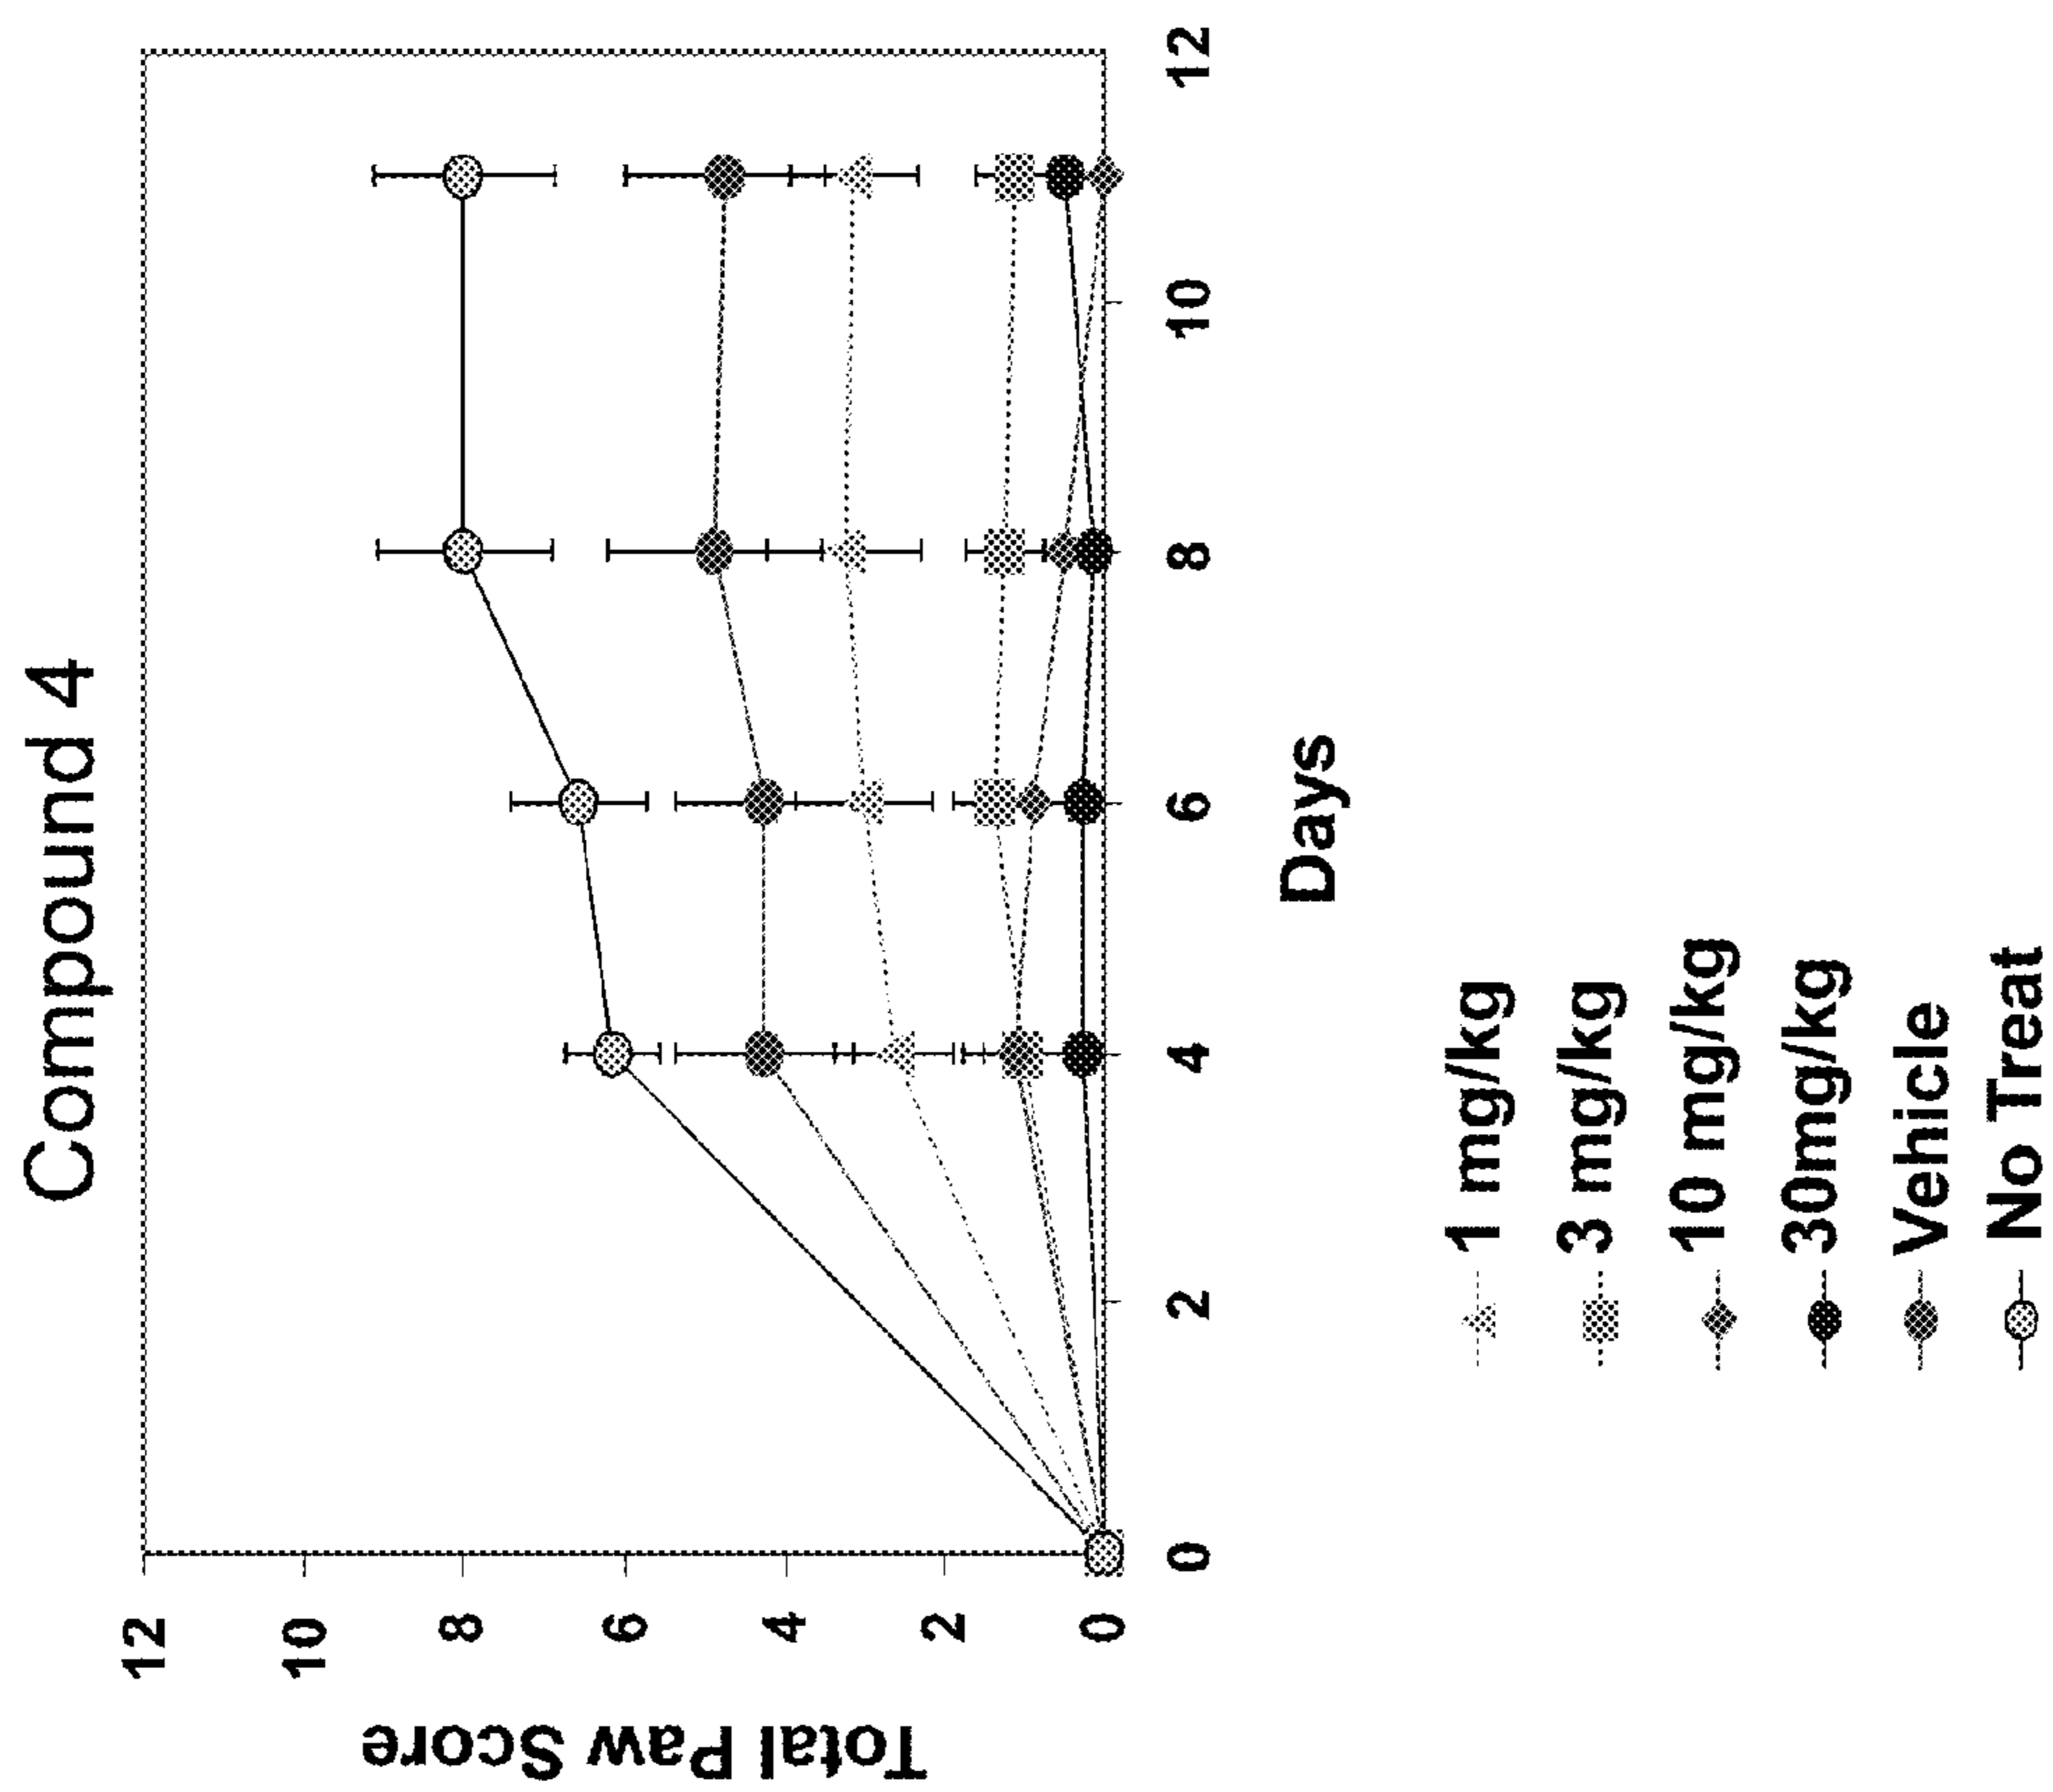 Compound 4
Total Paw Score
12
10
8
6
4
2
0
0
2
4
6
8
10
12
Days
1 mg/kg
3 mg/kg
10 mg/kg
30mg/kg
Vehicle
No Treat